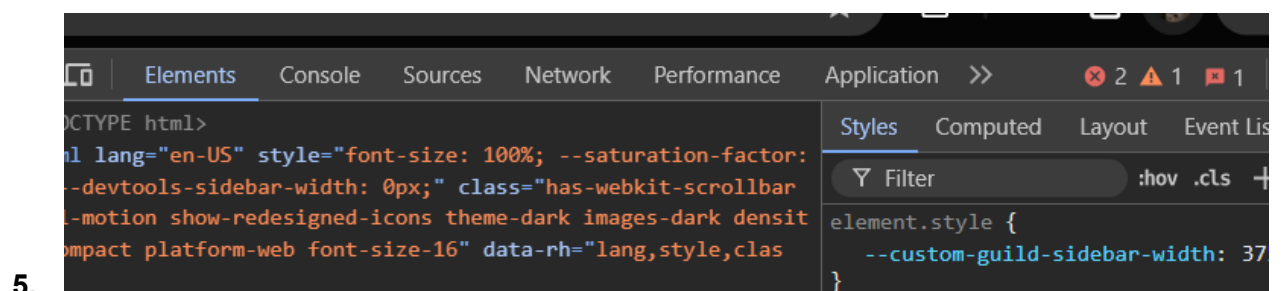 Elements Console Sources Network Performance Application >> 2 1 1
OCTYPE html>
ml lang="en-US" style="font-size: 100%; --saturation-factor:
--devtools-sidebar-width: 0px;" class="has-webkit-scrollbar
l-motion show-redesigned-icons theme-dark images-dark densit
ompact platform-web font-size-16" data-rh="lang,style,clas
Styles Computed Layout Event Lis
Filter :hov .cls +
element.style {
--custom-guild-sidebar-width: 37
}
5.